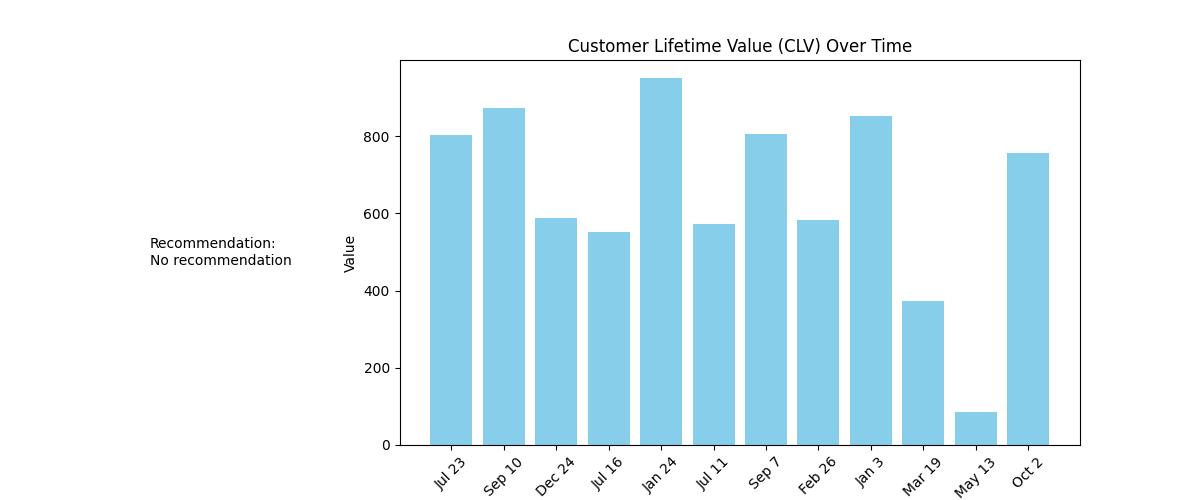 Customer Lifetime Value (CLV) Over Time
Recommendation:
No recommendation
Value
800
600
400
200
0
Jul 23
Sep 10
Dec 24
Jul 16
Jan 24
Jul 11
Sep 7
Feb 26
Jan 3
Mar 19
May 13
Oct 2